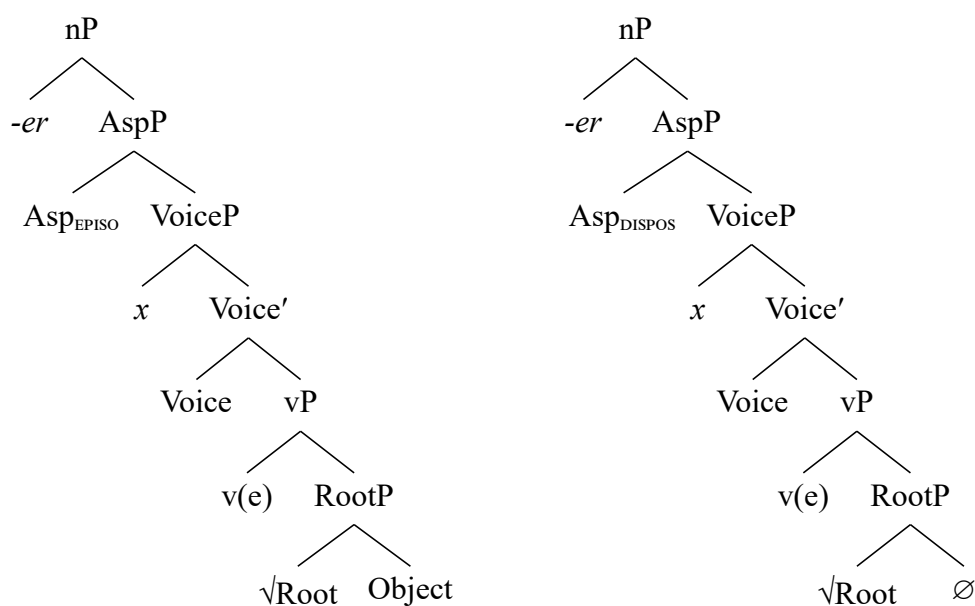 nP nP
-er AspP -er AspP
Asp_EPISO VoiceP Asp_DISPOS VoiceP
x Voice′ x Voice′
Voice vP Voice vP
v(e) RootP v(e) RootP
√Root Object √Root ∅